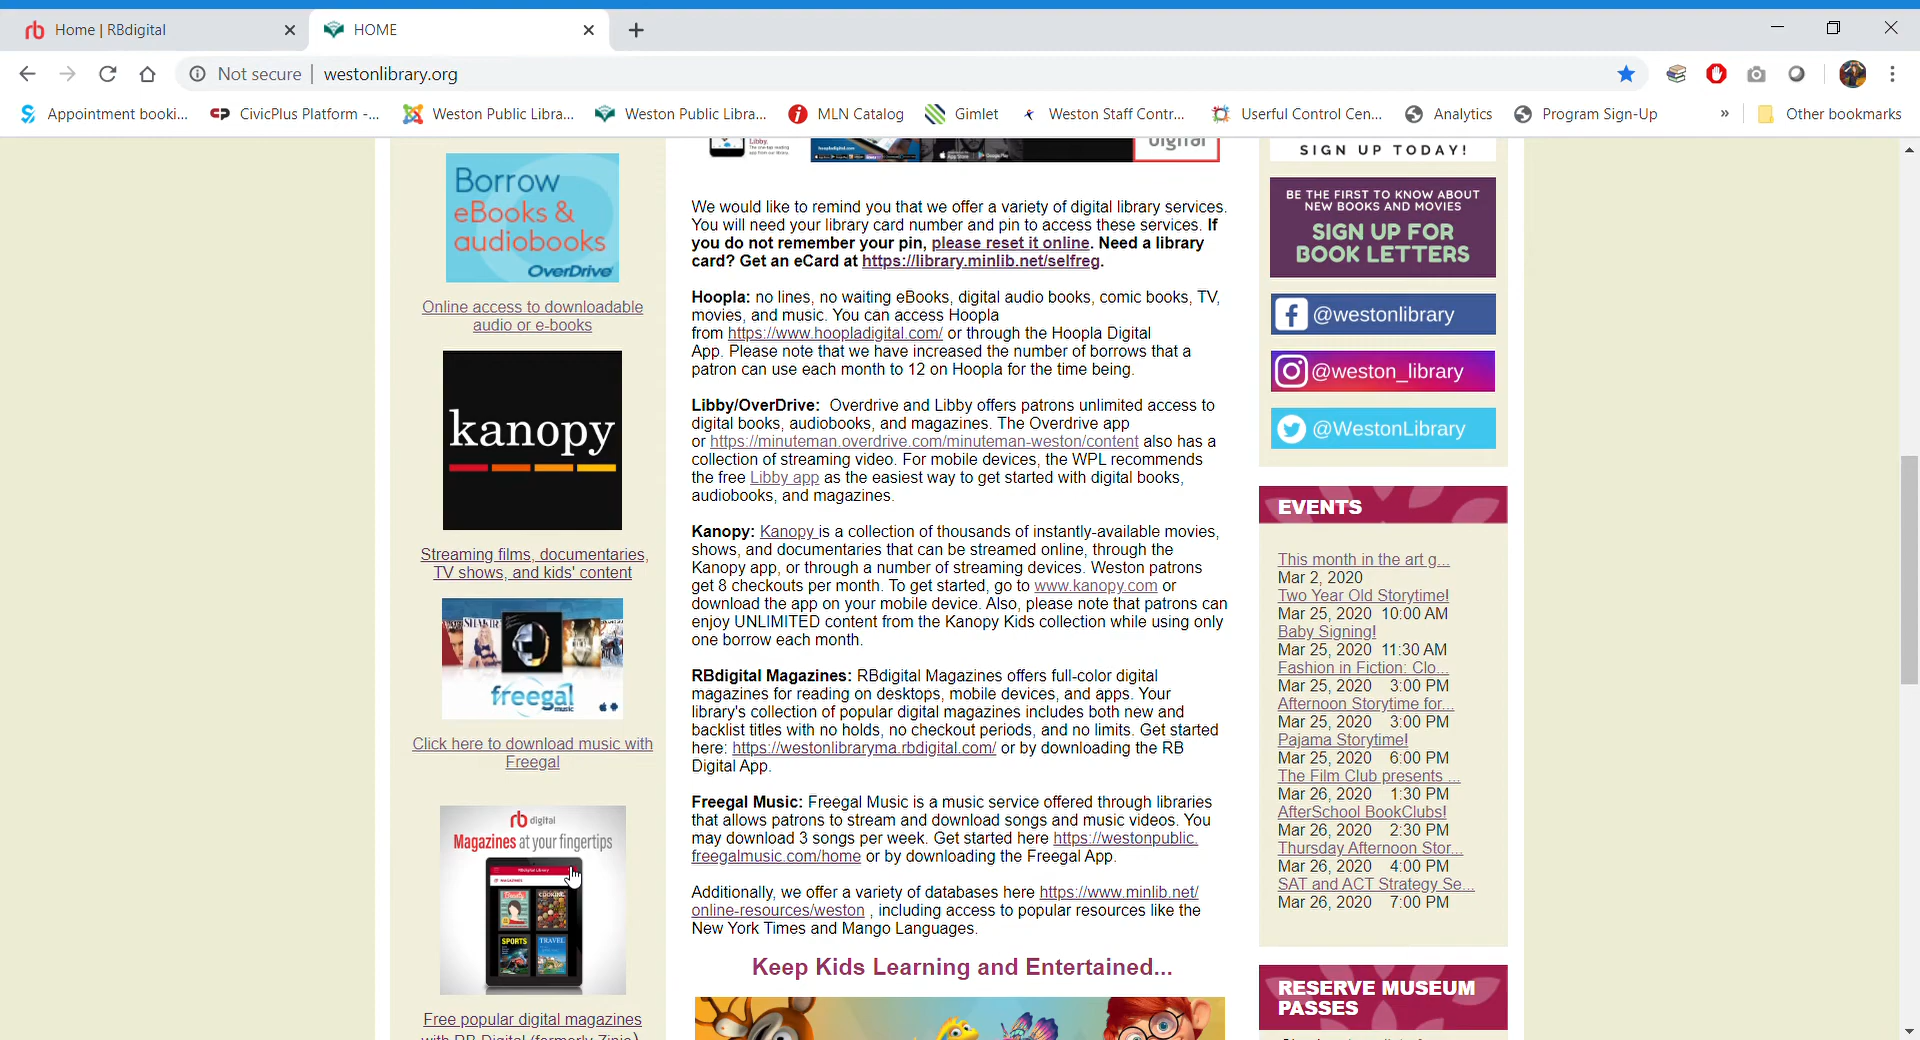 Home | RBdigital
HOME
Not secure
westonlibrary.org
Appointment booki...
CivicPlus Platform -...
Weston Public Libra...
Weston Public Libra...
MLN Catalog
Gimlet
Weston Staff Contr...
Userful Control Cen...
Analytics
Program Sign-Up
»
Other bookmarks
Borrow
eBooks &
audiobooks
OverDrive
Online access to downloadable
audio or e-books
kanopy
Streaming films, documentaries,
TV shows, and kids' content
freegal
music
Click here to download music with
Freegal
rb digital
Magazines at your fingertips
SPORTS
TRAVEL
Free popular digital magazines
with RB Digital (formerly Zinio)
Libby.
digital
We would like to remind you that we offer a variety of digital library services.
You will need your library card number and pin to access these services. If
you do not remember your pin, please reset it online. Need a library
card? Get an eCard at https://library.minlib.net/selfreg.
Hoopla: no lines, no waiting eBooks, digital audio books, comic books, TV,
movies, and music. You can access Hoopla
from https://www.hoopladigital.com/ or through the Hoopla Digital
App. Please note that we have increased the number of borrows that a
patron can use each month to 12 on Hoopla for the time being.
Libby/OverDrive: Overdrive and Libby offers patrons unlimited access to
digital books, audiobooks, and magazines. The Overdrive app
or https://minuteman.overdrive.com/minuteman-weston/content also has a
collection of streaming video. For mobile devices, the WPL recommends
the free Libby app as the easiest way to get started with digital books,
audiobooks, and magazines.
Kanopy: Kanopy is a collection of thousands of instantly-available movies,
shows, and documentaries that can be streamed online, through the
Kanopy app, or through a number of streaming devices. Weston patrons
get 8 checkouts per month. To get started, go to www.kanopy.com or
download the app on your mobile device. Also, please note that patrons can
enjoy UNLIMITED content from the Kanopy Kids collection while using only
one borrow each month.
RBdigital Magazines: RBdigital Magazines offers full-color digital
magazines for reading on desktops, mobile devices, and apps. Your
library's collection of popular digital magazines includes both new and
backlist titles with no holds, no checkout periods, and no limits. Get started
here: https://westonlibraryma.rbdigital.com/ or by downloading the RB
Digital App.
Freegal Music: Freegal Music is a music service offered through libraries
that allows patrons to stream and download songs and music videos. You
may download 3 songs per week. Get started here https://westonpublic.
freegalmusic.com/home or by downloading the Freegal App.
Additionally, we offer a variety of databases here https://www.minlib.net/
online-resources/weston , including access to popular resources like the
New York Times and Mango Languages.
Keep Kids Learning and Entertained...
SIGN UP TODAY!
BE THE FIRST TO KNOW ABOUT
NEW BOOKS AND MOVIES
SIGN UP FOR
BOOK LETTERS
@westonlibrary
@weston_library
@WestonLibrary
EVENTS
This month in the art g...
Mar 2, 2020
Two Year Old Storytime!
Mar 25, 2020 10:00 AM
Baby Signing!
Mar 25, 2020 11:30 AM
Fashion in Fiction: Clo...
Mar 25, 2020 3:00 PM
Afternoon Storytime for...
Mar 25, 2020 3:00 PM
Pajama Storytime!
Mar 25, 2020 6:00 PM
The Film Club presents ...
Mar 26, 2020 1:30 PM
AfterSchool BookClubs!
Mar 26, 2020 2:30 PM
Thursday Afternoon Stor...
Mar 26, 2020 4:00 PM
SAT and ACT Strategy Se...
Mar 26, 2020 7:00 PM
RESERVE MUSEUM
PASSES